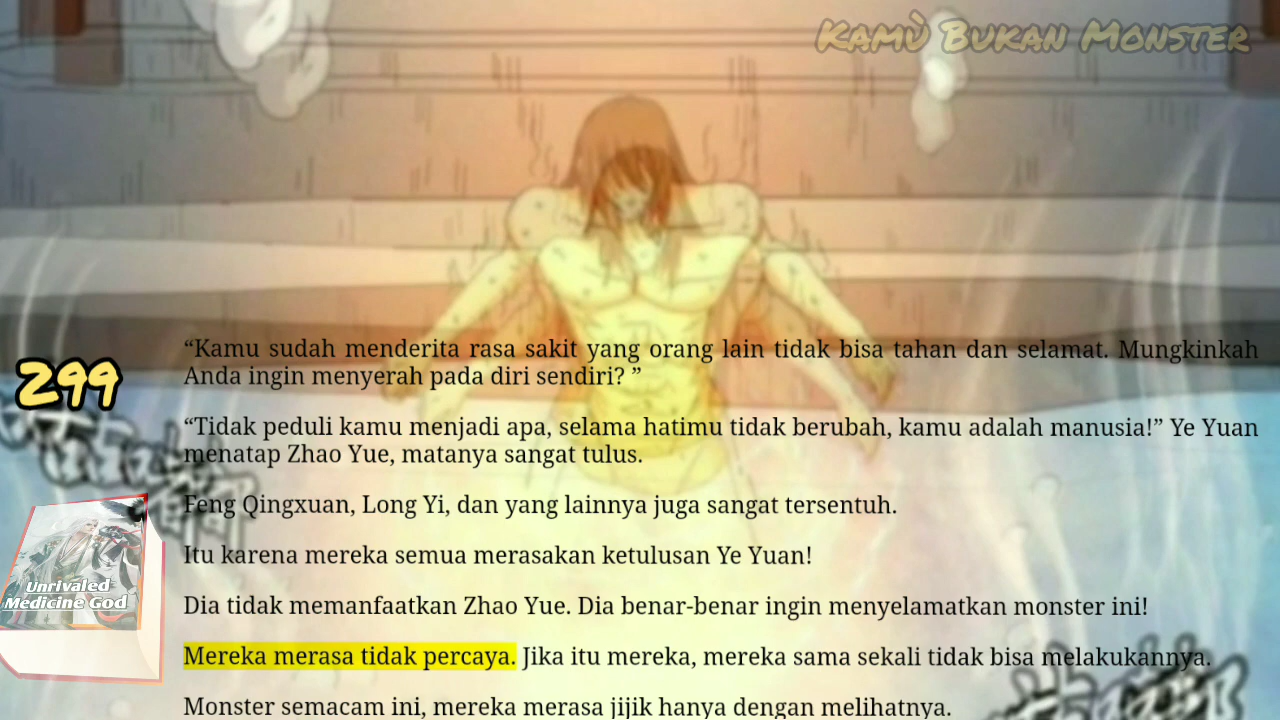 Kamù Bukan Monster
“Kamu sudah menderita rasa sakit yang orang lain tidak bisa tahan dan selamat. Mungkinkah
Anda ingin menyerah pada diri sendiri? ”
299
“Tidak peduli kamu menjadi apa, selama hatimu tidak berubah, kamu adalah manusia!” Ye Yuan
menatap Zhao Yue, matanya sangat tulus.
Feng Qingxuan, Long Yi, dan yang lainnya juga sangat tersentuh.
Itu karena mereka semua merasakan ketulusan Ye Yuan!
Unrivaled
Medicine God
Dia tidak memanfaatkan Zhao Yue. Dia benar-benar ingin menyelamatkan monster ini!
Mereka merasa tidak percaya. Jika itu mereka, mereka sama sekali tidak bisa melakukannya.
Monster semacam ini, mereka merasa jijik hanya dengan melihatnya.